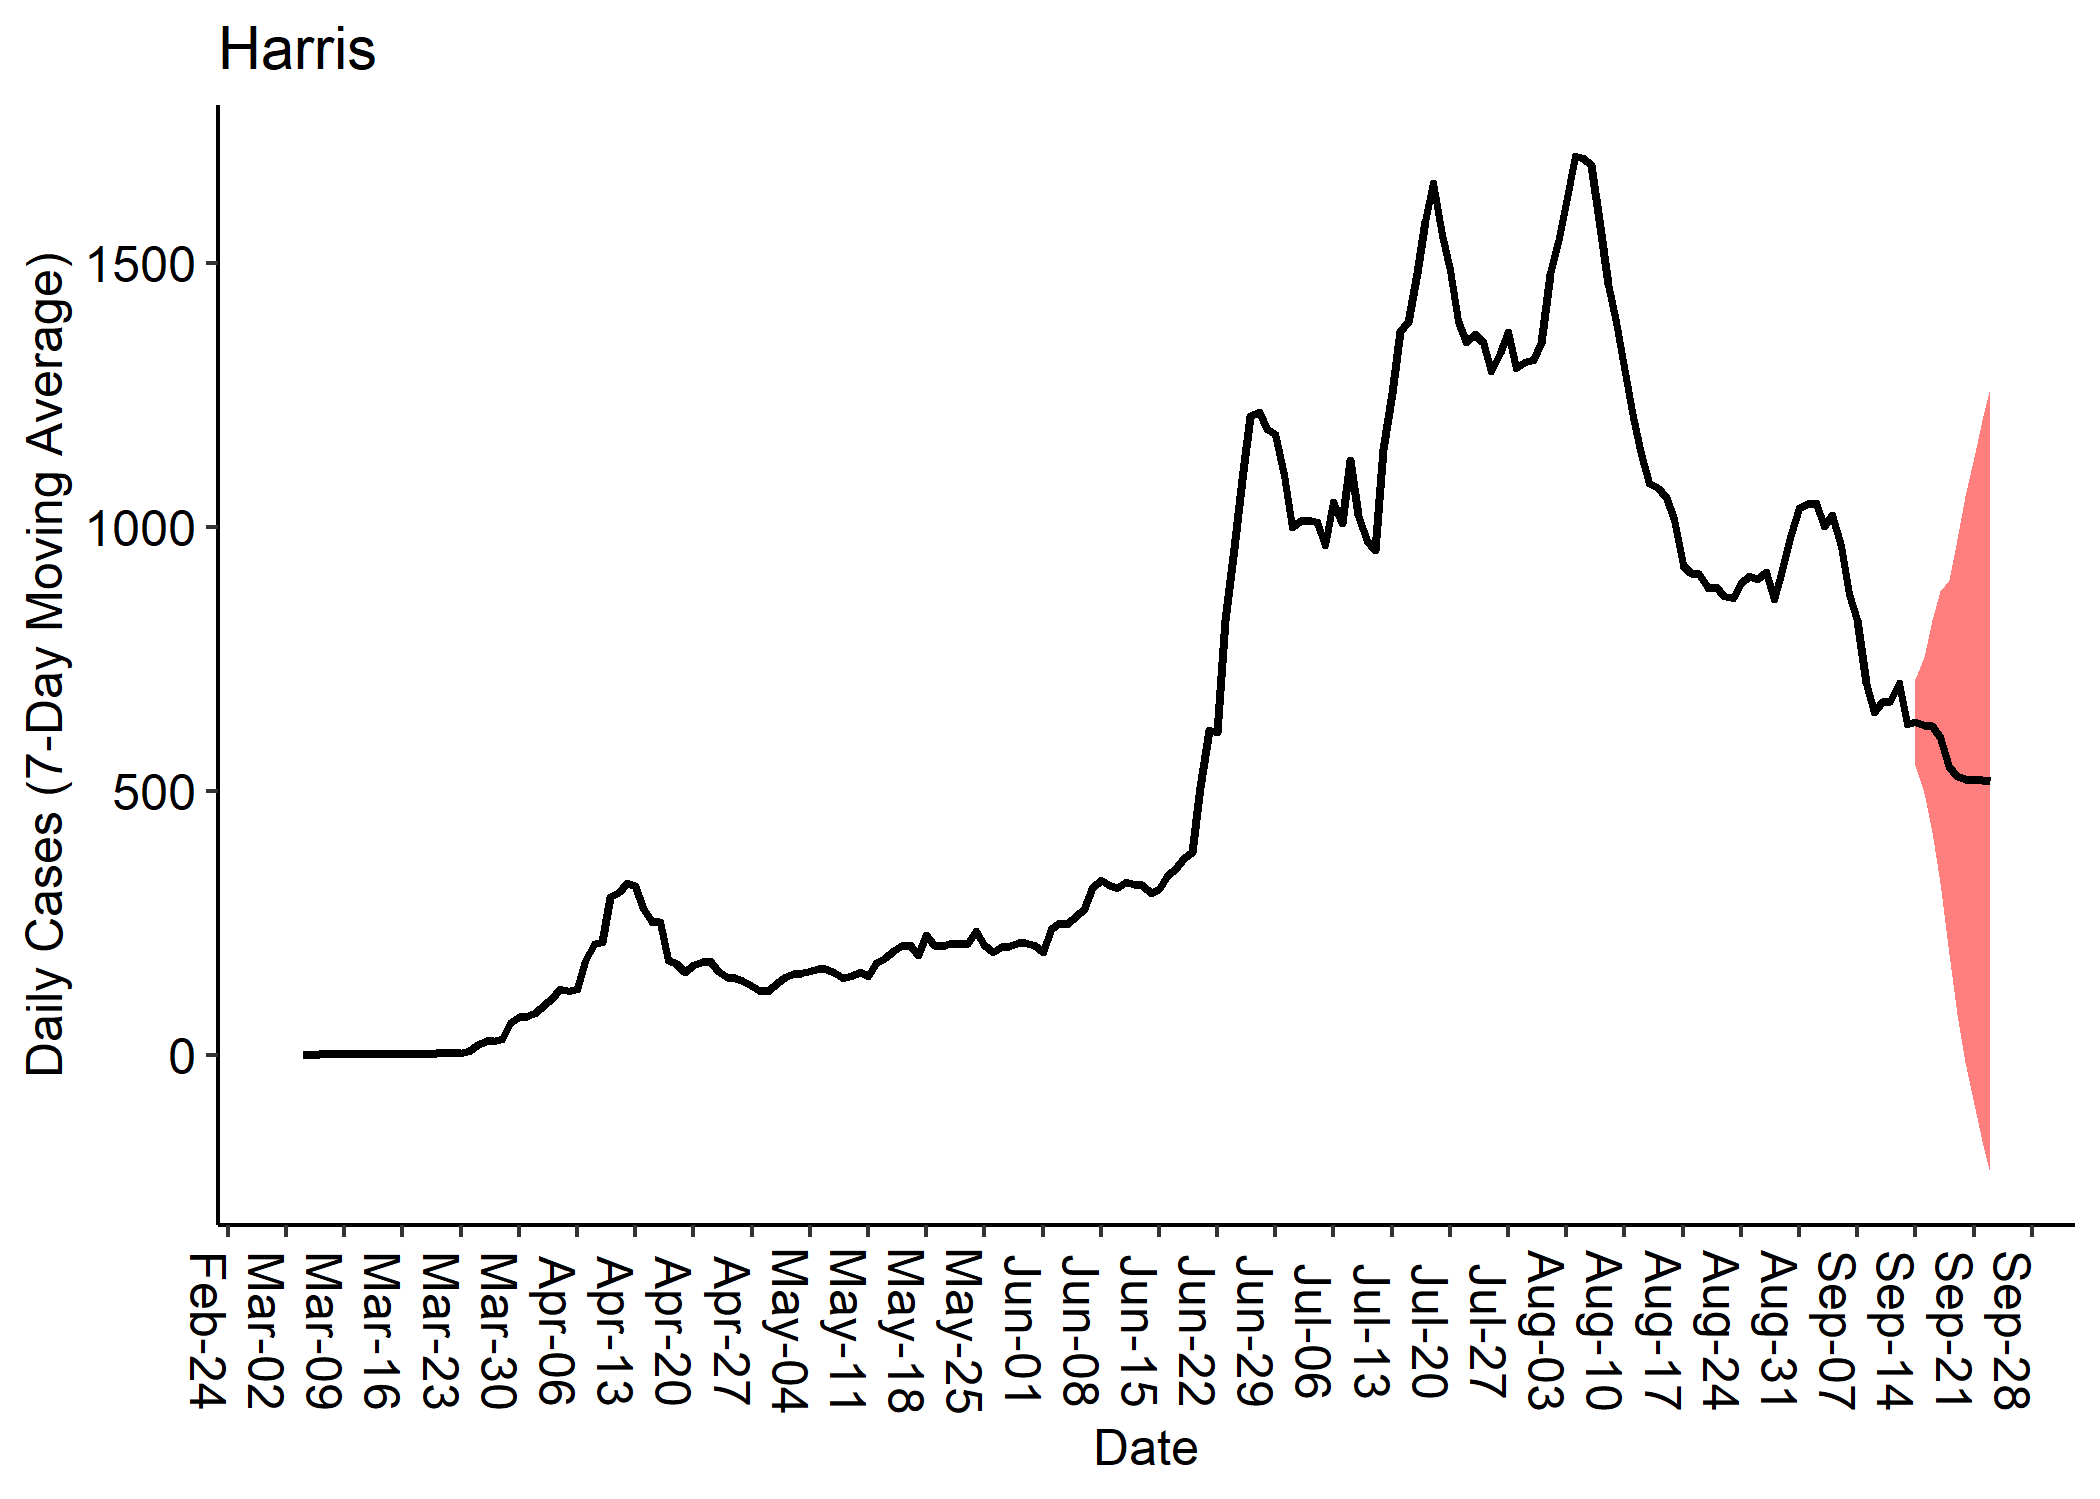 Harris
Daily Cases (7-Day Moving Average)
1500
1000
500
0
Feb-24
Mar-02
Mar-09
Mar-16
Mar-23
Mar-30
Apr-06
Apr-13
Apr-20
Apr-27
May-04
May-11
May-18
May-25
Jun-01
Jun-08
Jun-15
Jun-22
Jun-29
Jul-06
Jul-13
Jul-20
Jul-27
Aug-03
Aug-10
Aug-17
Aug-24
Aug-31
Sep-07
Sep-14
Sep-21
Sep-28
Date